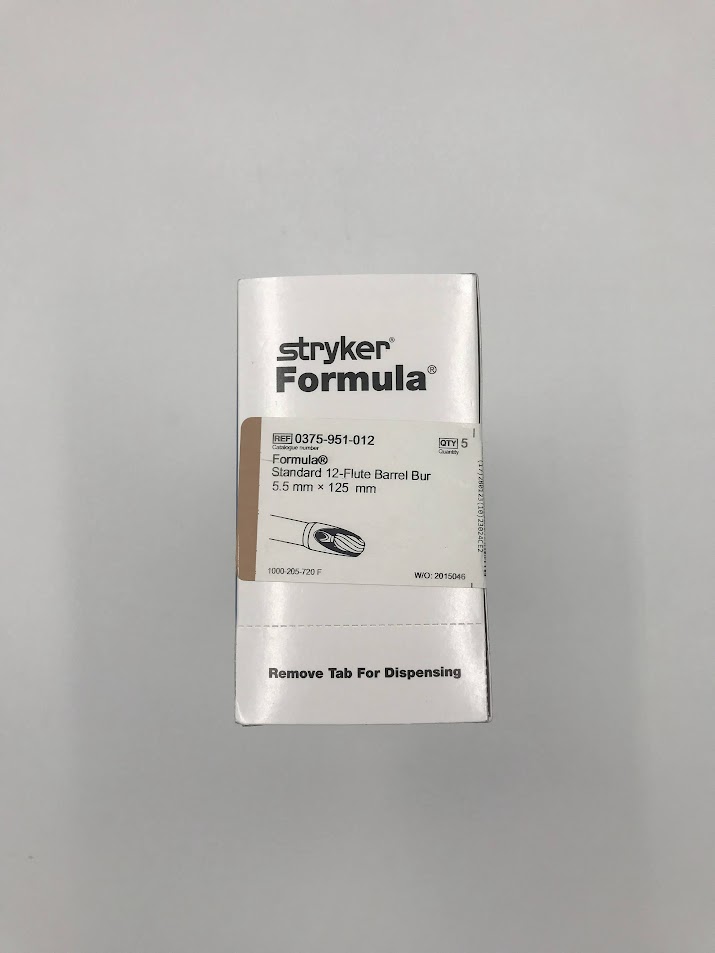 stryker®
Formula®
REF 0375-951-012
Catalogue number
QTY 5
Quantity
Formula®
Standard 12-Flute Barrel Bur
5.5 mm × 125 mm
1000-205-720 F
W/O: 2015046
Remove Tab For Dispensing